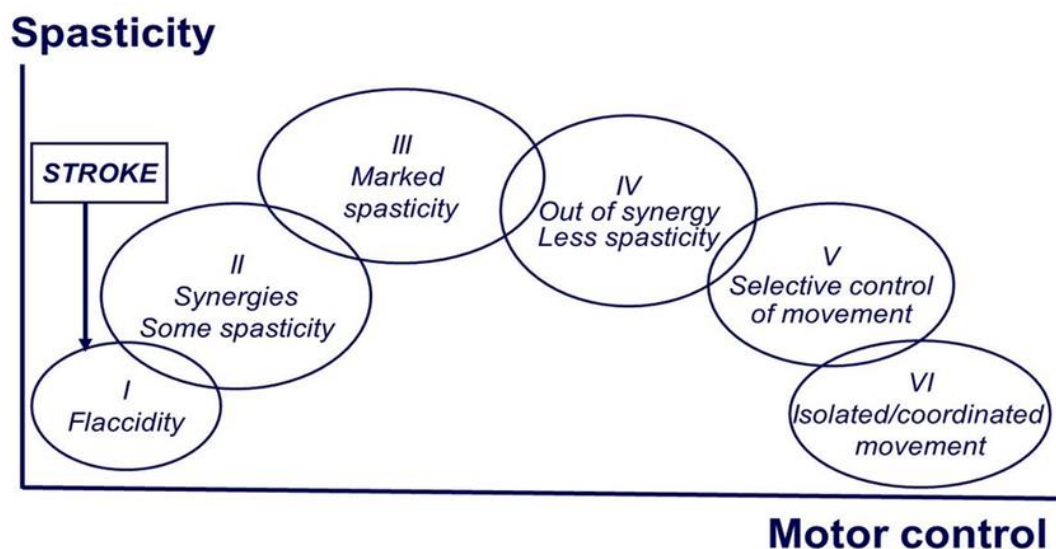 Spasticity
STROKE
I
Flaccidity
II
Synergies
Some spasticity
III
Marked
spasticity
IV
Out of synergy
Less spasticity
V
Selective control
of movement
VI
Isolated/coordinated
movement
Motor control